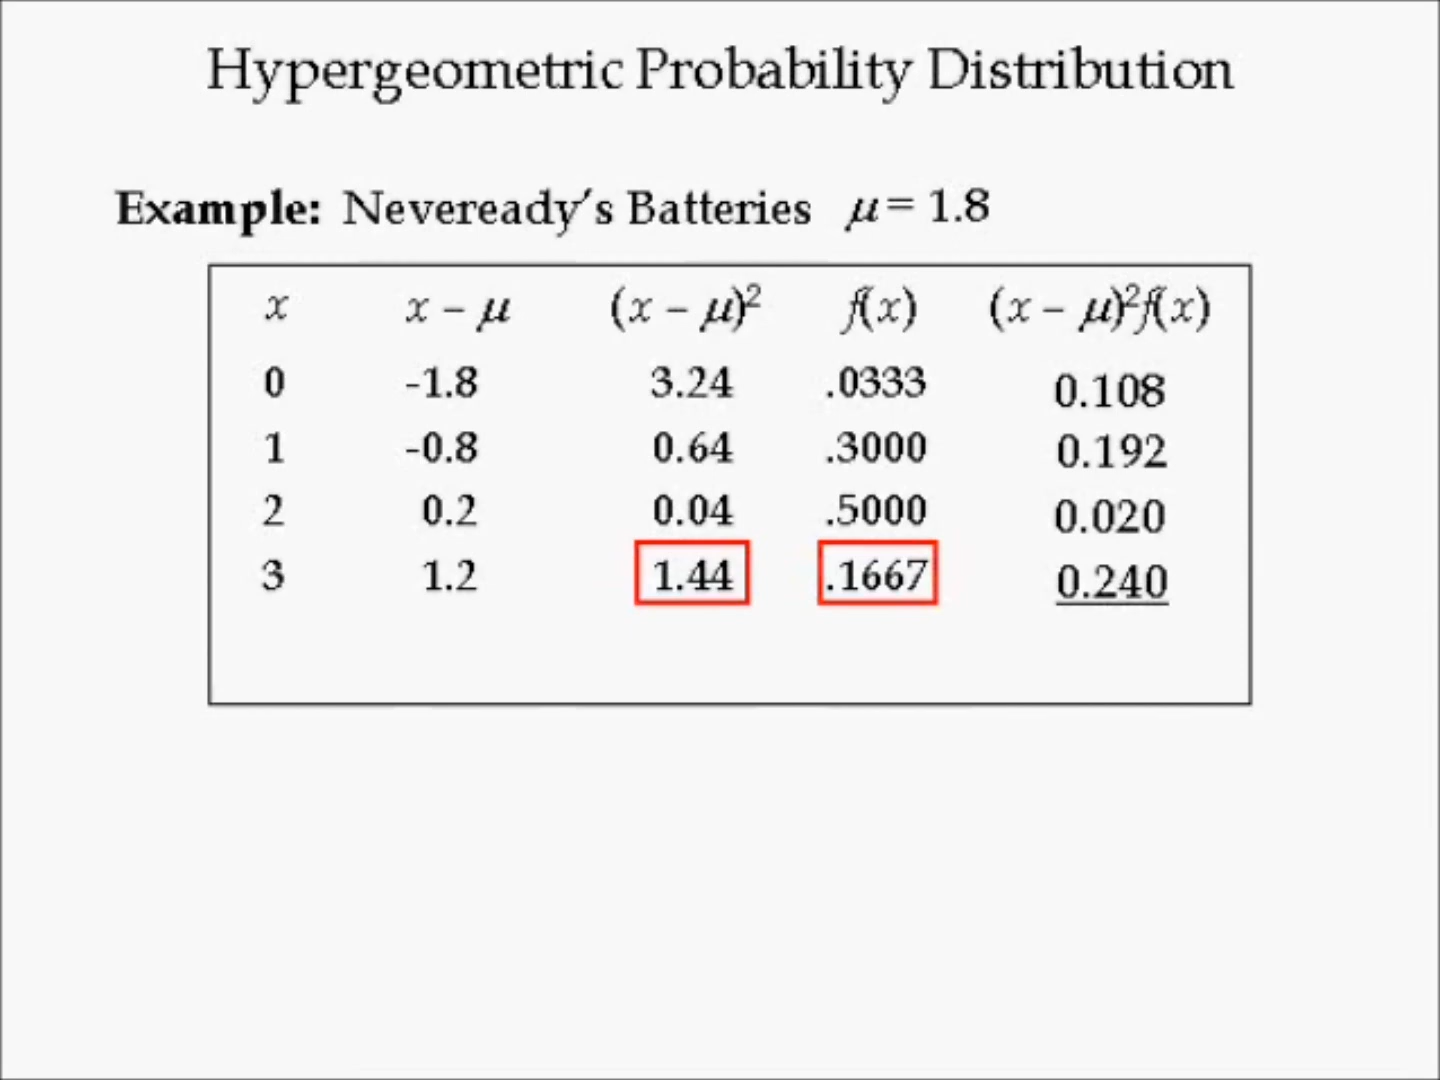 Hypergeometric Probability Distribution
Example: Neveready's Batteries μ = 1.8
x x – μ (x – μ)² f(x) (x – μ)²f(x)
0 -1.8 3.24 .0333 0.108
1 -0.8 0.64 .3000 0.192
2 0.2 0.04 .5000 0.020
3 1.2 1.44 .1667 0.240